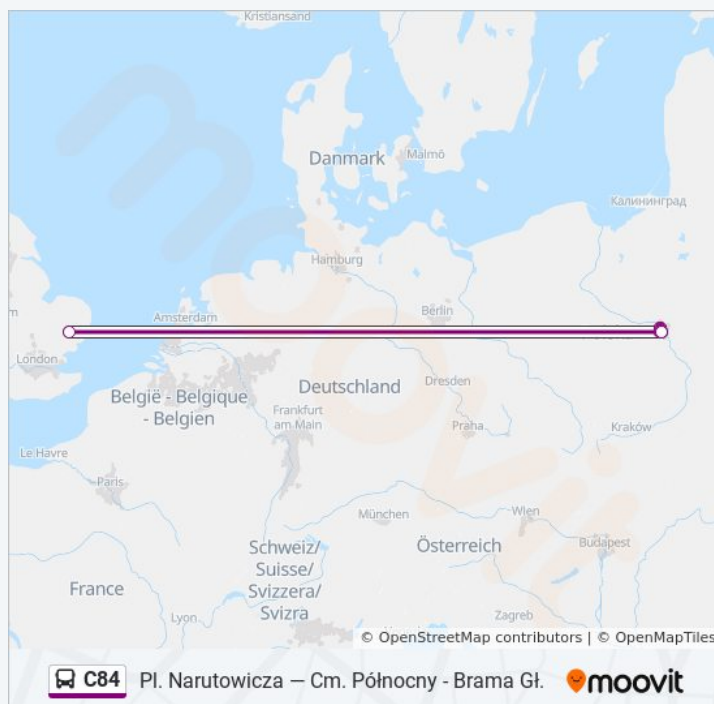 Kristiansand
Danmark
Malmö
Калининград
Hamburg
m
Amsterdam
Berlin
London
België - Belgique
- Belgien
Deutschland
Dresden
Frankfurt
am Main
Praha
Kraków
Le Havre
Paris
München
Wien
Schweiz/
Suisse/
Svizzera/
Svizra
Österreich
Budapest
France
Lyon
Zagreb
© OpenStreetMap contributors | © OpenMapTiles
C84 Pl. Narutowicza — Cm. Północny - Brama Gł. moovit
moovit